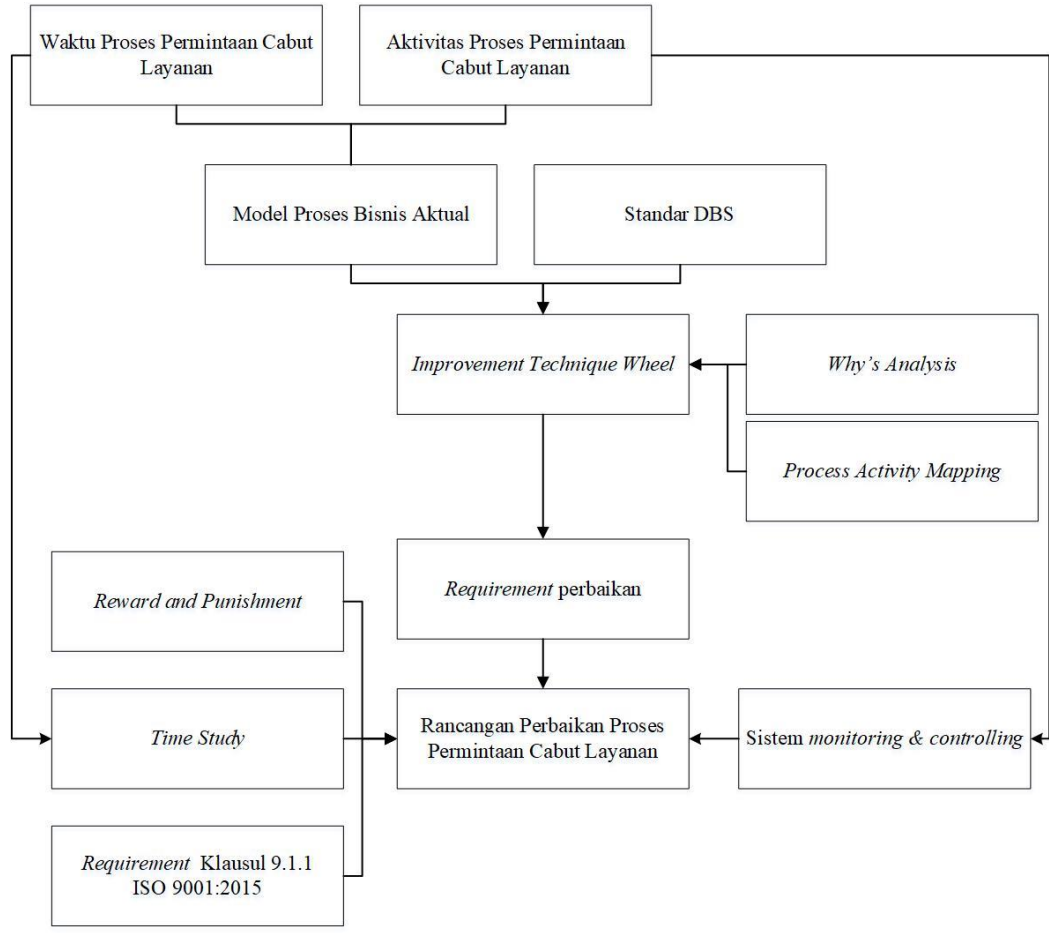 Waktu Proses Permintaan Cabut
Layanan
Aktivitas Proses Permintaan
Cabut Layanan
Model Proses Bisnis Aktual
Standar DBS
Improvement Technique Wheel
Why’s Analysis
Process Activity Mapping
Requirement perbaikan
Reward and Punishment
Time Study
Rancangan Perbaikan Proses
Permintaan Cabut Layanan
Sistem monitoring & controlling
Requirement Klausul 9.1.1
ISO 9001:2015